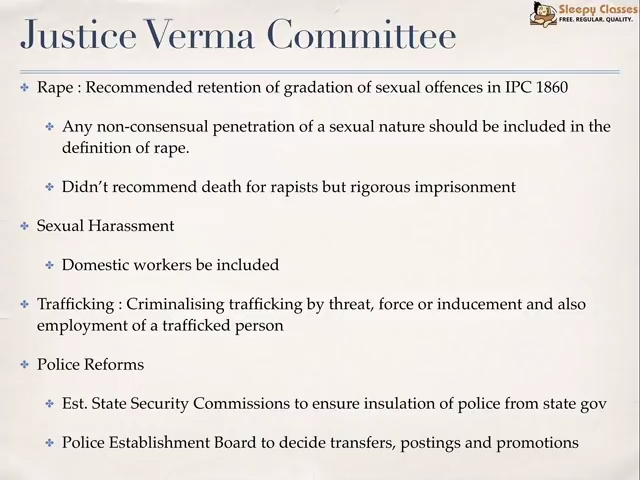 Sleepy Classes
FREE. REGULAR. QUALITY.
Justice Verma Committee
Rape : Recommended retention of gradation of sexual offences in IPC 1860
Any non-consensual penetration of a sexual nature should be included in the
definition of rape.
Didn't recommend death for rapists but rigorous imprisonment
Sexual Harassment
Domestic workers be included
Trafficking : Criminalising trafficking by threat, force or inducement and also
employment of a trafficked person
Police Reforms
Est. State Security Commissions to ensure insulation of police from state gov
Police Establishment Board to decide transfers, postings and promotions